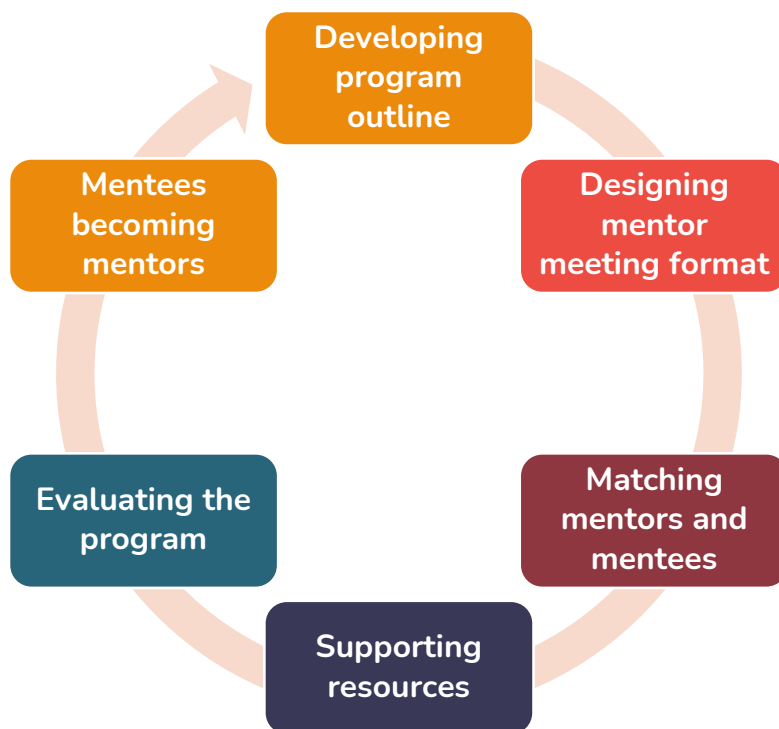 Developing
program
outline
Designing
mentor
meeting format
Matching
mentors and
mentees
Supporting
resources
Evaluating the
program
Mentees
becoming
mentors